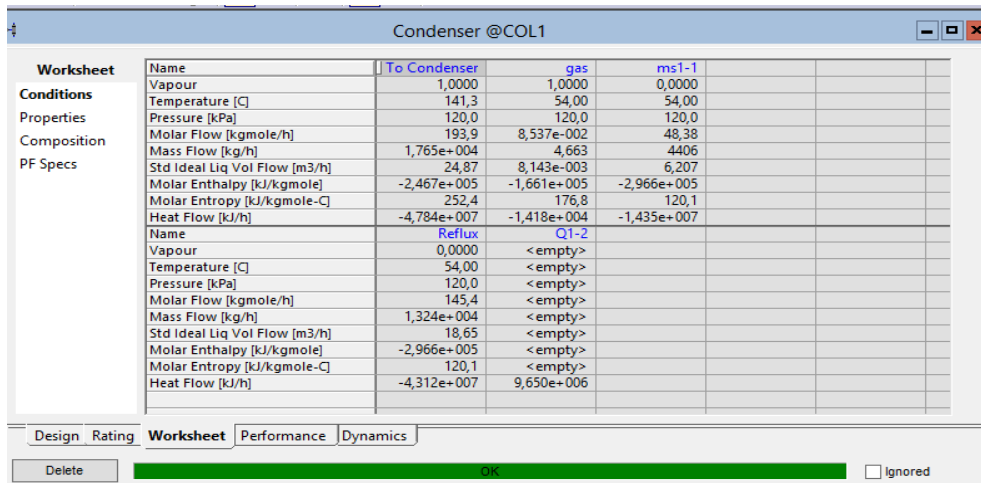 Condenser @COL1
Worksheet
Conditions
Properties
Composition
PF Specs
Name To Condenser gas ms1-1
Vapour 1,0000 1,0000 0,0000
Temperature [C] 141,3 54,00 54,00
Pressure [kPa] 120,0 120,0 120,0
Molar Flow [kgmole/h] 193,9 8,537e-002 48,38
Mass Flow [kg/h] 1,765e+004 4,663 4406
Std Ideal Liq Vol Flow [m3/h] 24,87 8,143e-003 6,207
Molar Enthalpy [kJ/kgmole] -2,467e+005 -1,661e+005 -2,966e+005
Molar Entropy [kJ/kgmole-C] 252,4 176,8 120,1
Heat Flow [kJ/h] -4,784e+007 -1,418e+004 -1,435e+007
Name Reflux Q1-2
Vapour 0,0000 <empty>
Temperature [C] 54,00 <empty>
Pressure [kPa] 120,0 <empty>
Molar Flow [kgmole/h] 145,4 <empty>
Mass Flow [kg/h] 1,324e+004 <empty>
Std Ideal Liq Vol Flow [m3/h] 18,65 <empty>
Molar Enthalpy [kJ/kgmole] -2,966e+005 <empty>
Molar Entropy [kJ/kgmole-C] 120,1 <empty>
Heat Flow [kJ/h] -4,312e+007 9,650e+006
Design Rating Worksheet Performance Dynamics
Delete OK Ignored